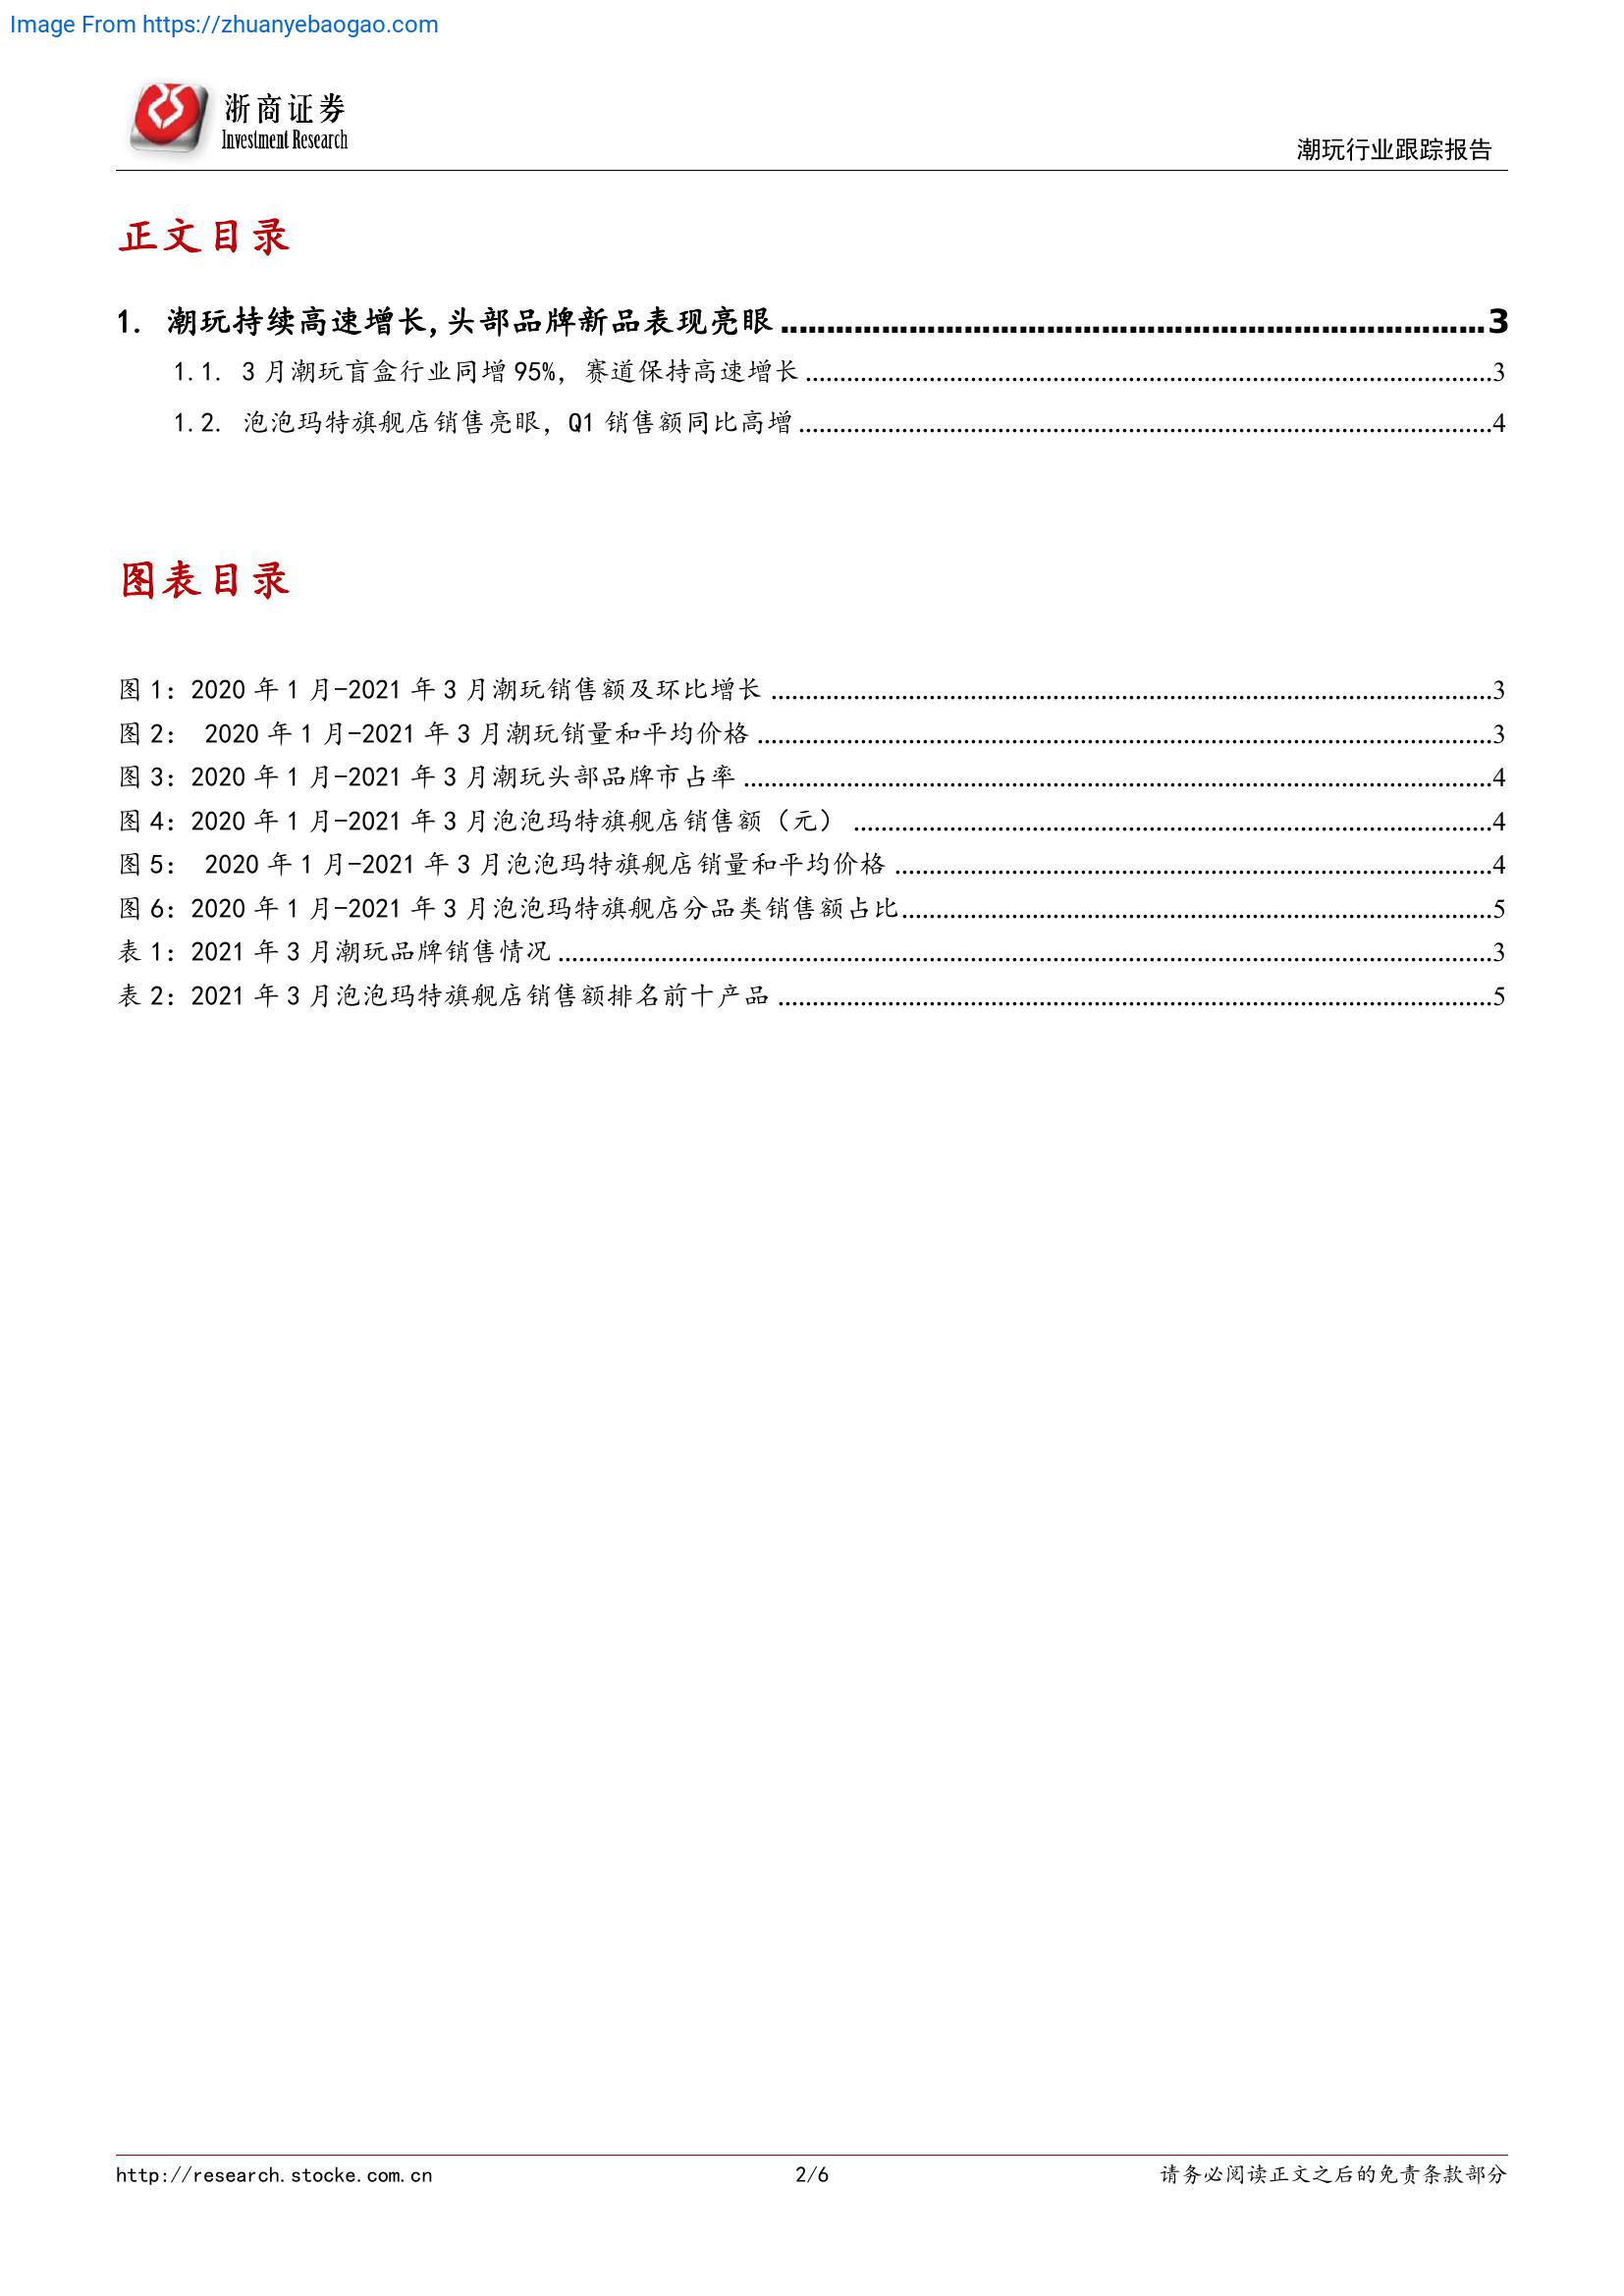 Image From https://zhuanyebaogao.com
浙商证券
Investment Research
潮玩行业跟踪报告
正文目录
1. 潮玩持续高速增长,头部品牌新品表现亮眼 3
1.1. 3 月潮玩盲盒行业同增 95%, 赛道保持高速增长 3
1.2. 泡泡玛特旗舰店销售亮眼, Q1 销售额同比高增 4
图表目录
图 1: 2020 年 1 月-2021 年 3 月潮玩销售额及环比增长 3
图 2: 2020 年 1 月-2021 年 3 月潮玩销量和平均价格 3
图 3: 2020 年 1 月-2021 年 3 月潮玩头部品牌市占率 4
图 4: 2020 年 1 月-2021 年 3 月泡泡玛特旗舰店销售额（元） 4
图 5: 2020 年 1 月-2021 年 3 月泡泡玛特旗舰店销量和平均价格 4
图 6: 2020 年 1 月-2021 年 3 月泡泡玛特旗舰店分品类销售额占比 5
表 1: 2021 年 3 月潮玩品牌销售情况 3
表 2: 2021 年 3 月泡泡玛特旗舰店销售额排名前十产品 5
http://research.stocke.com.cn 2/6 请务必阅读正文之后的免责条款部分